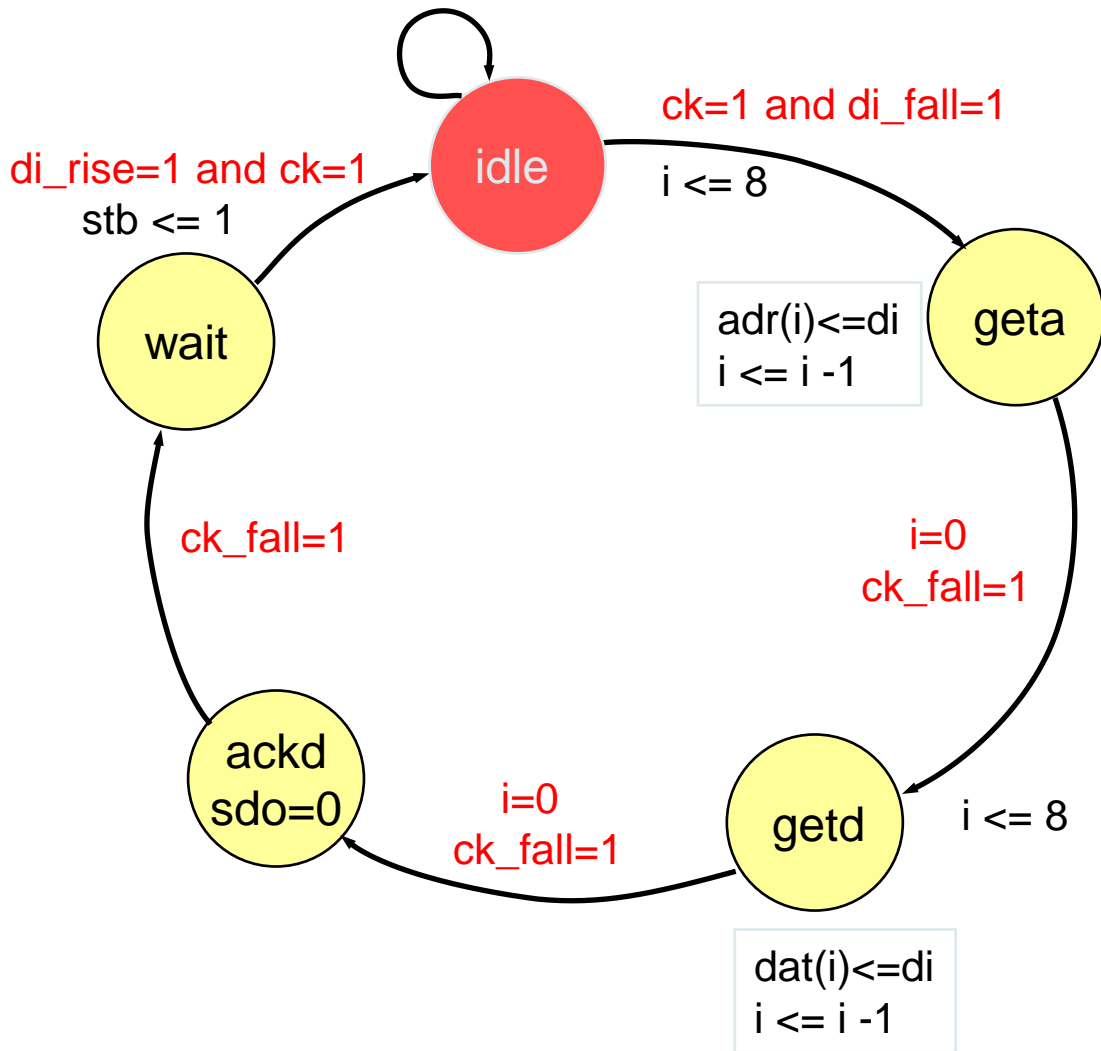 ck=1 and di_fall=1
di_rise=1 and ck=1
idle
i <= 8
stb <= 1
adr(i)<=di
i <= i -1
geta
wait
ck_fall=1
i=0
ck_fall=1
ackd
sdo=0
i=0
ck_fall=1
getd
i <= 8
dat(i)<=di
i <= i -1